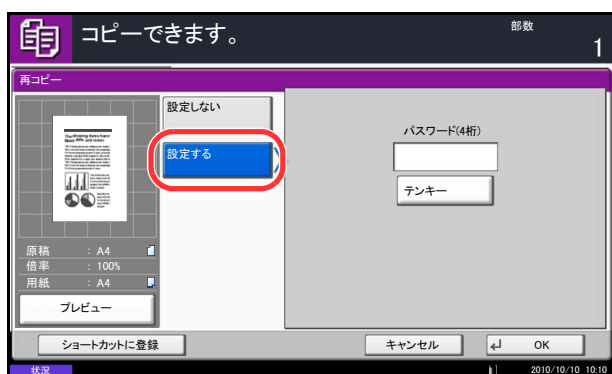 コピーできます。
部数
1
再コピー
設定しない
設定する
パスワード(4桁)
テンキー
原稿 : A4
倍率 : 100%
用紙 : A4
プレビュー
ショートカットに登録
キャンセル
OK
状況
2010/10/10 10:10